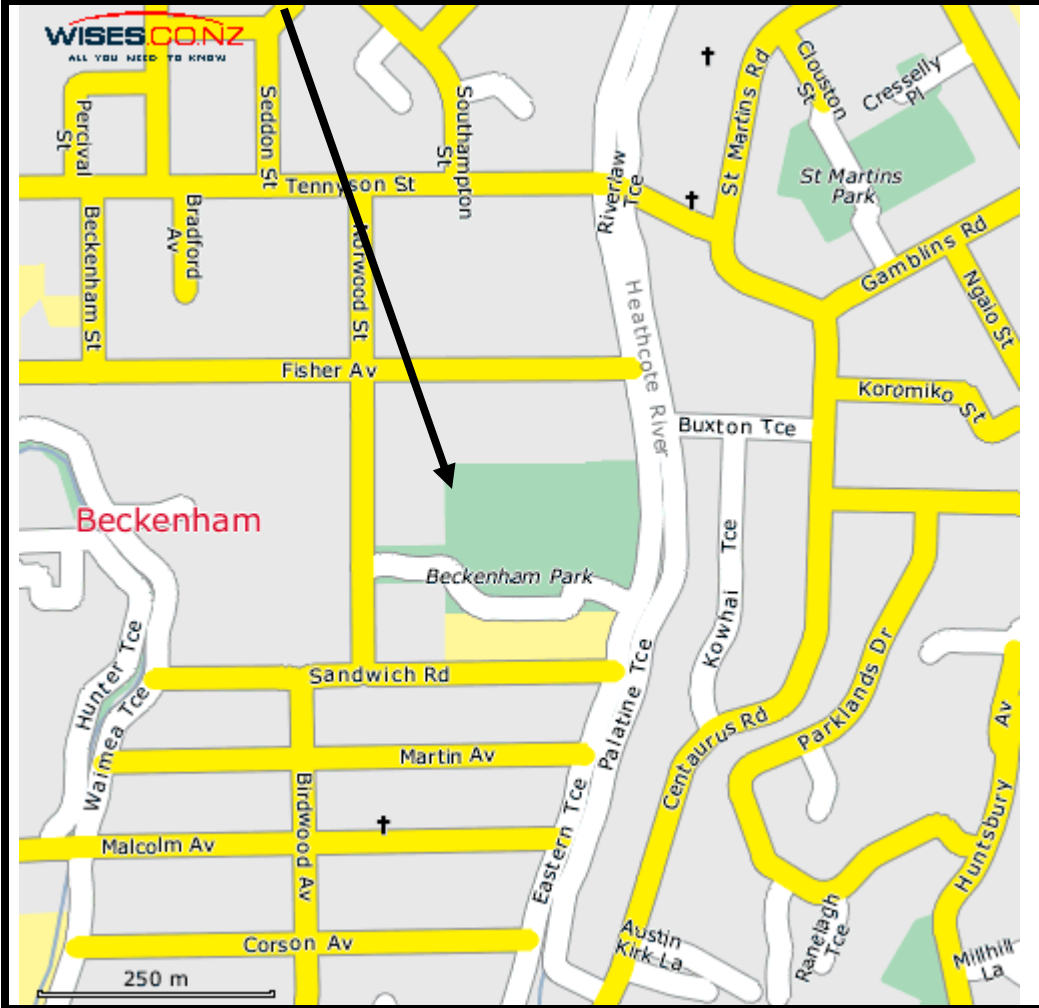 WISES.CO.NZ
ALL YOU NEED TO KNOW
Percival
St
Seddon St
Southampton
St
St Martins Rd
Clouston
St
Cresselly
Pl
St Martins
Park
Tennyson St
Riverlaw
Tce
Beckenham St
Bradford
Av
Norwood St
Gamblins Rd
Ngaio St
Heathcote River
Fisher Av
Koromiko St
Buxton Tce
Beckenham
Beckenham Park
Kowhai Tce
Hunter Tce
Waimea Tce
Sandwich Rd
Palatine Tce
Centaurus Rd
Parklands Dr
Huntsbury Av
Martin Av
Birdwood Av
Eastern Tce
Malcolm Av
Corson Av
Austin
Kirk La
Ranelagh
Tce
Millhill
La
250 m